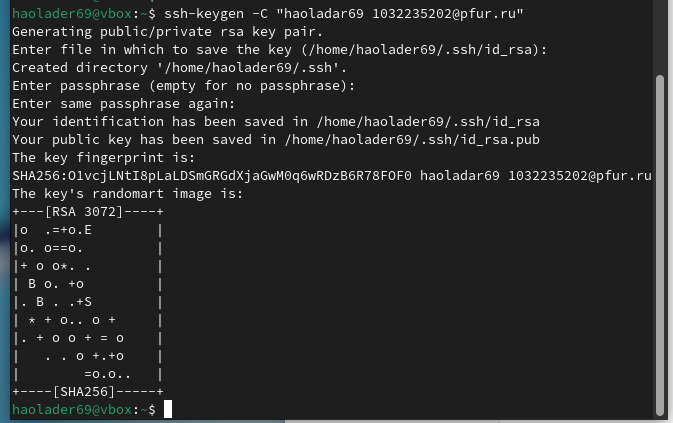 haolader69@vbox:~$ ssh-keygen -C "haoladar69 1032235202@pfur.ru"
Generating public/private rsa key pair.
Enter file in which to save the key (/home/haolader69/.ssh/id_rsa):
Created directory '/home/haolader69/.ssh'.
Enter passphrase (empty for no passphrase):
Enter same passphrase again:
Your identification has been saved in /home/haolader69/.ssh/id_rsa
Your public key has been saved in /home/haolader69/.ssh/id_rsa.pub
The key fingerprint is:
SHA256:O1vcjLNtI8pLaLDSmGRGdXjaGwM0q6wRDzB6R78FOF0 haoladar69 1032235202@pfur.ru
The key's randomart image is:
+---[RSA 3072]----+
|o  .=+o.E        |
|o. o==o.         |
|+ o o*. .        |
| B o. +o         |
|. B . .+S        |
| * + o.. o +     |
|. + o o + = o    |
|   . . o +.+o    |
|        =o.o..   |
+----[SHA256]-----+
haolader69@vbox:~$